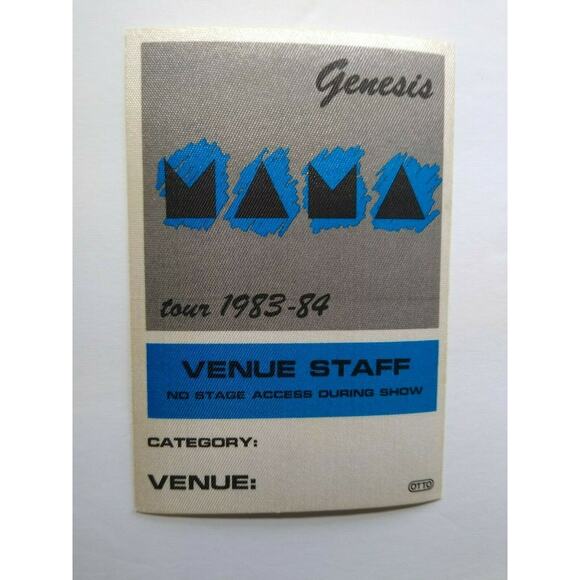 Genesis
MAMA
tour 1983-84
VENUE STAFF
NO STAGE ACCESS DURING SHOW
CATEGORY:
VENUE:
OTTO